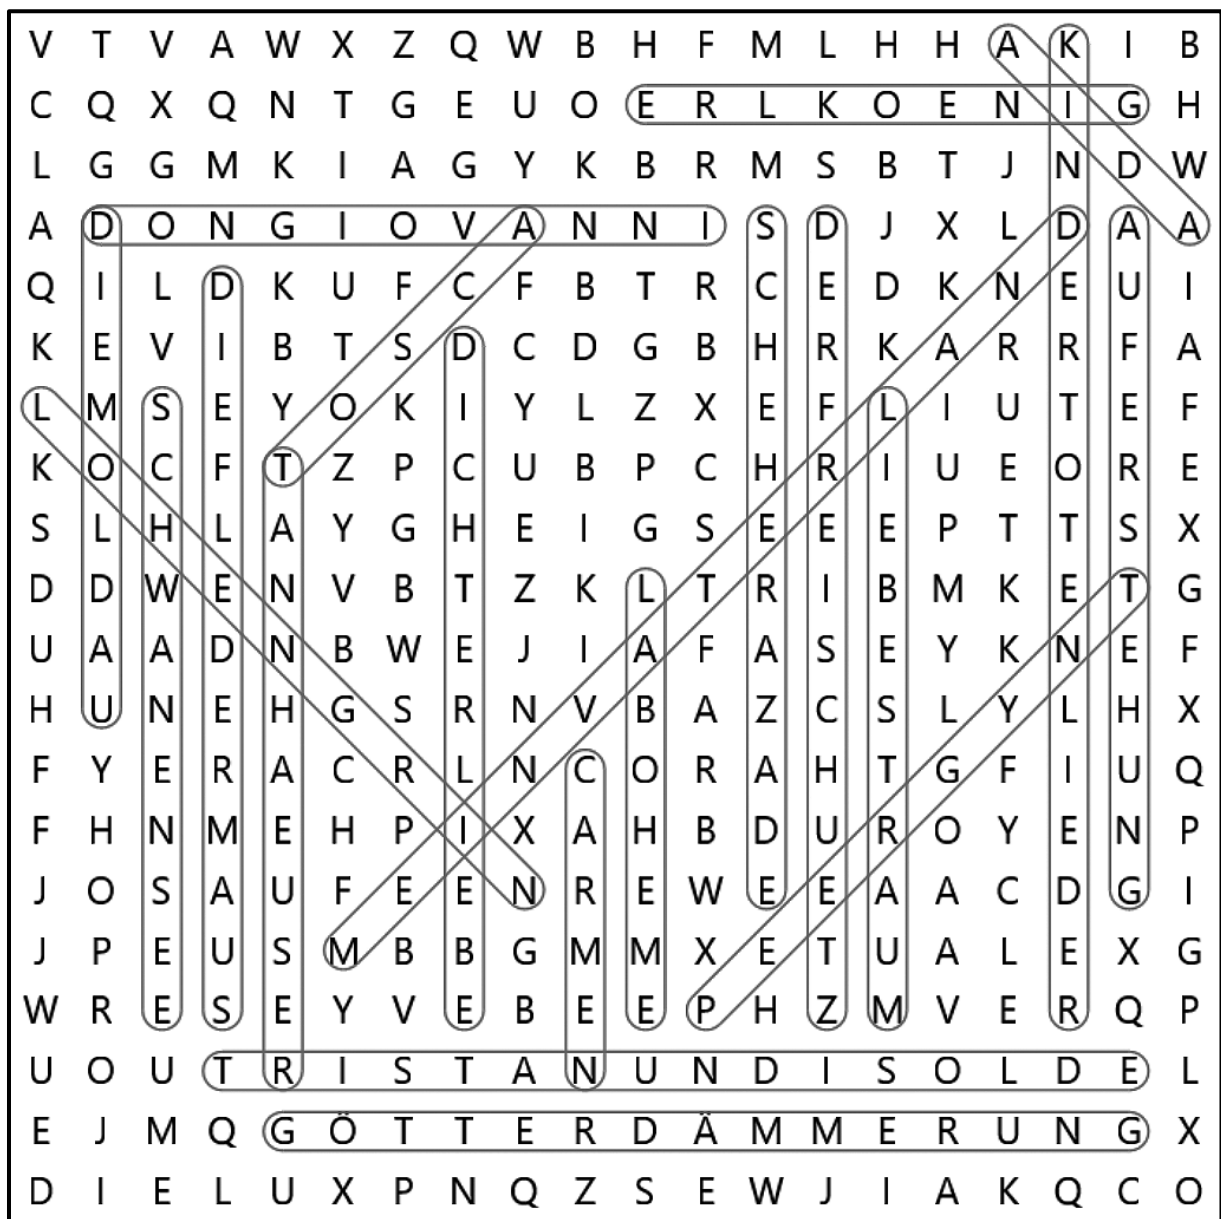 V T V A W X Z Q W B H F M L H H A K I B
C Q X Q N T G E U O E R L K O E N I G H
L G G M K I A G Y K B R M S B T J N D W
A D O N G I O V A N N I S D J X L D A A
Q I L D K U F C F B T R C E D K N E U I
K E V I B T S D C D G B H R K A R R F A
L M S E Y O K I Y L Z X E F L I U T E F
K O C F T Z P C U B P C H R I U E O R E
S L H L A Y G H E I G S E E E P T T S X
D D W E N V B T Z K L T R I B M K E T G
U A A D N B W E J I A F A S E Y K N E F
H U N E H G S R N V B A Z C S L Y L H X
F Y E R A C R L N C O R A H T G F I U Q
F H N M E H P I X A H B D U R O Y E N P
J O S A U F E E N R E W E E A A C D G I
J P E U S M B B G M M X E T U A L E X G
W R E S E Y V E B E E P H Z M V E R Q P
U O U T R I S T A N U N D I S O L D E L
E J M Q G Ö T T E R D Ä M M E R U N G X
D I E L U X P N Q Z S E W J I A K Q C O